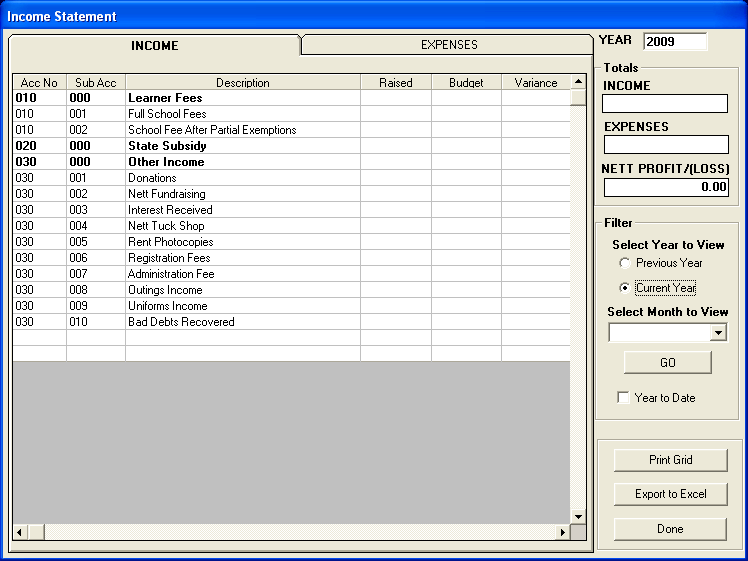 Income Statement
INCOME EXPENSES
Acc No Sub Acc Description Raised Budget Variance
010 000 Learner Fees
010 001 Full School Fees
010 002 School Fee After Partial Exemptions
020 000 State Subsidy
030 000 Other Income
030 001 Donations
030 002 Nett Fundraising
030 003 Interest Received
030 004 Nett Tuck Shop
030 005 Rent Photocopies
030 006 Registration Fees
030 007 Administration Fee
030 008 Outings Income
030 009 Uniforms Income
030 010 Bad Debts Recovered
YEAR 2009
Totals
INCOME
EXPENSES
NETT PROFIT/(LOSS)
0.00
Filter
Select Year to View
Previous Year
Current Year
Select Month to View
GO
Year to Date
Print Grid
Export to Excel
Done